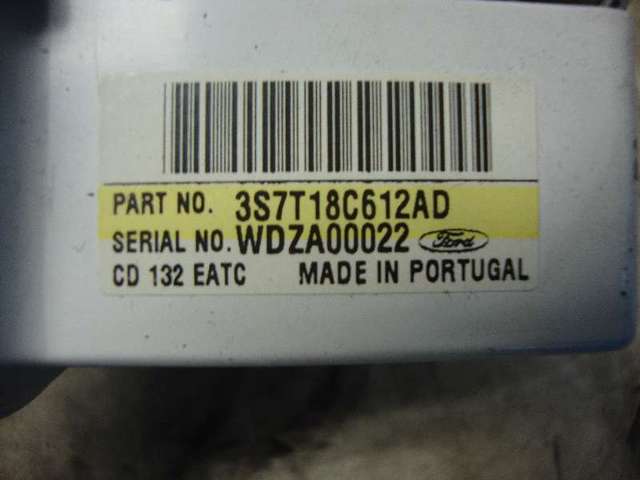 PART NO. 3S7T18C612AD
SERIAL NO. WDZA00022 Ford
CD 132 EATC MADE IN PORTUGAL